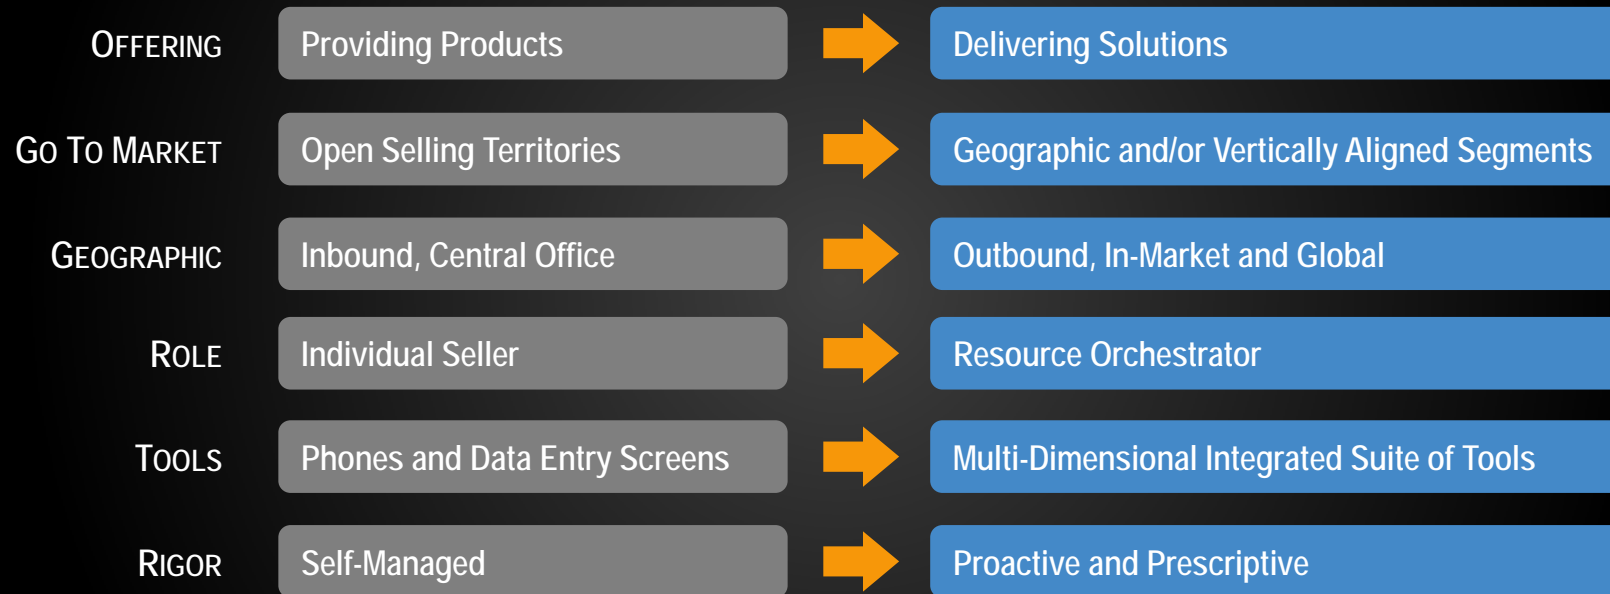 OFFERING Providing Products Delivering Solutions
GO TO MARKET Open Selling Territories Geographic and/or Vertically Aligned Segments
GEOGRAPHIC Inbound, Central Office Outbound, In-Market and Global
ROLE Individual Seller Resource Orchestrator
TOOLS Phones and Data Entry Screens Multi-Dimensional Integrated Suite of Tools
RIGOR Self-Managed Proactive and Prescriptive